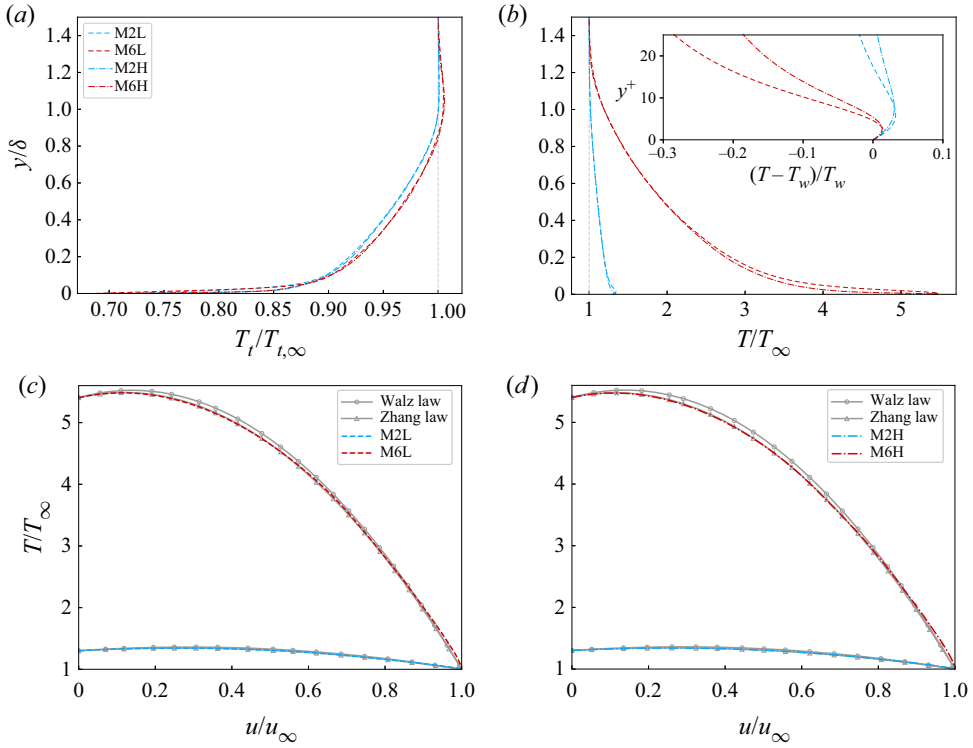 (a)
M2L
M6L
M2H
M6H
1.4
1.2
1.0
0.8
0.6
0.4
0.2
0
y/δ
0.70 0.75 0.80 0.85 0.90 0.95 1.00
T_t/T_{t,∞}
(b)
1.4
1.2
1.0
0.8
0.6
0.4
0.2
0
20
10
0
y^+
−0.3 −0.2 −0.1 0 0.1
(T − T_w)/T_w
1 2 3 4 5
T/T_∞
(c)
Walz law
Zhang law
M2L
M6L
5
4
3
2
1
T/T_∞
0 0.2 0.4 0.6 0.8 1.0
u/u_∞
(d)
Walz law
Zhang law
M2H
M6H
5
4
3
2
1
0 0.2 0.4 0.6 0.8 1.0
u/u_∞